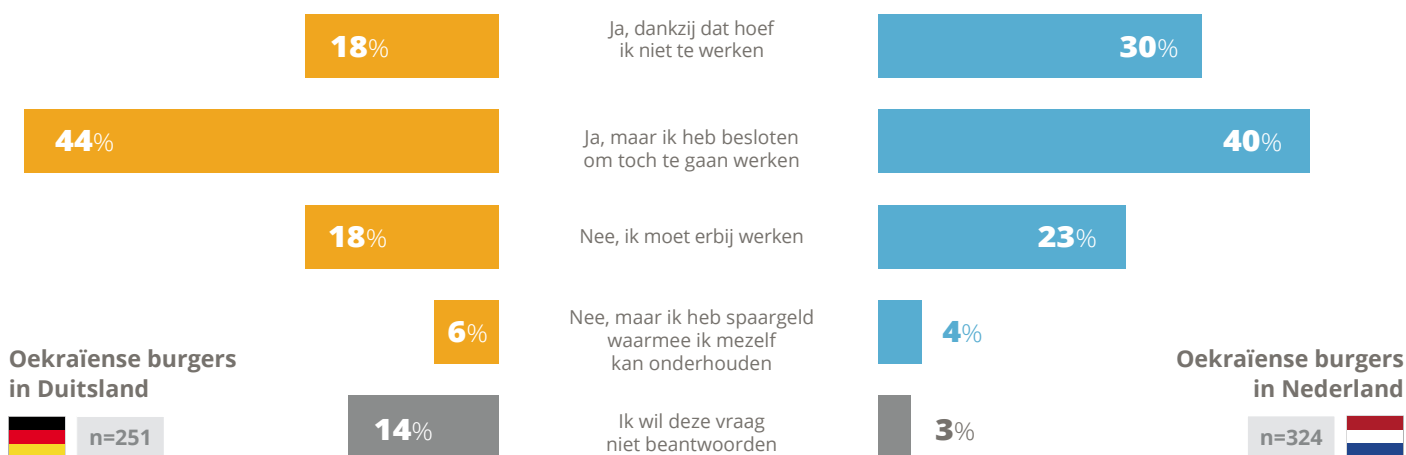 18%
Ja, dankzij dat hoef
ik niet te werken
30%
44%
Ja, maar ik heb besloten
om toch te gaan werken
40%
18%
Nee, ik moet erbij werken
23%
6%
Nee, maar ik heb spaargeld
waarmee ik mezelf
kan onderhouden
4%
Oekraïense burgers
in Duitsland
n=251
14%
Ik wil deze vraag
niet beantwoorden
3%
Oekraïense burgers
in Nederland
n=324